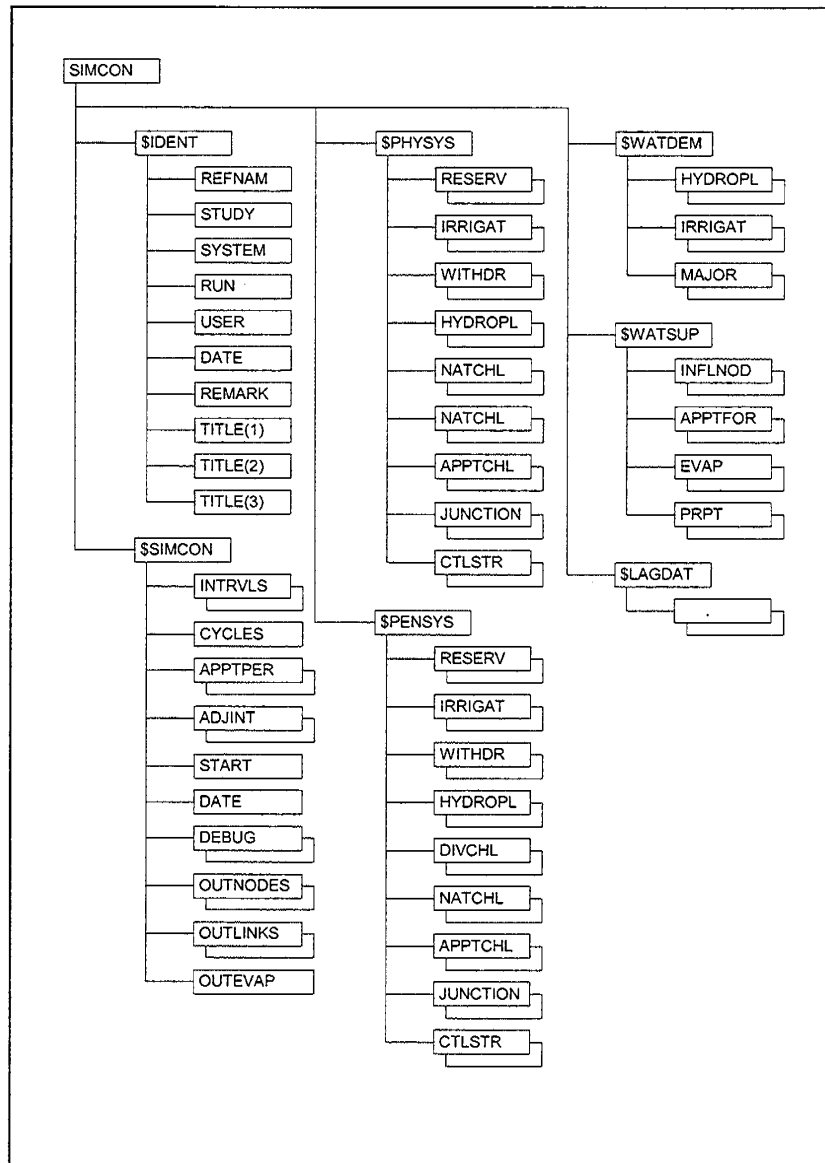 SIMCON
$IDENT
REFNAM
STUDY
SYSTEM
RUN
USER
DATE
REMARK
TITLE(1)
TITLE(2)
TITLE(3)
$SIMCON
INTRVLS
CYCLES
APPTPER
ADJINT
START
DATE
DEBUG
OUTNODES
OUTLINKS
OUTEVAP
$PHYSYS
RESERV
IRRIGAT
WITHDR
HYDROPL
NATCHL
NATCHL
APPTCHL
JUNCTION
CTLSTR
$PENSYS
RESERV
IRRIGAT
WITHDR
HYDROPL
DIVCHL
NATCHL
APPTCHL
JUNCTION
CTLSTR
$WATDEM
HYDROPL
IRRIGAT
MAJOR
$WATSUP
INFLNOD
APPTFOR
EVAP
PRPT
$LAGDAT